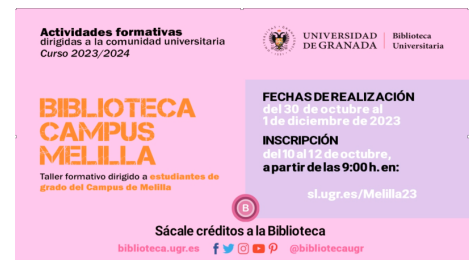 Actividades formativas
dirigidas a la comunidad universitaria
Curso 2023/2024
UNIVERSIDAD
DE GRANADA
Biblioteca
Universitaria
BIBLIOTECA
CAMPUS
MELILLA
Taller formativo dirigido a estudiantes de
grado del Campus de Melilla
FECHAS DE REALIZACIÓN
del 30 de octubre al
1 de diciembre de 2023
INSCRIPCIÓN
del 10 al 12 de octubre,
a partir de las 9:00 h. en:
sl.ugr.es/Melilla23
B
Sácale créditos a la Biblioteca
biblioteca.ugr.es @bibliotecaugr